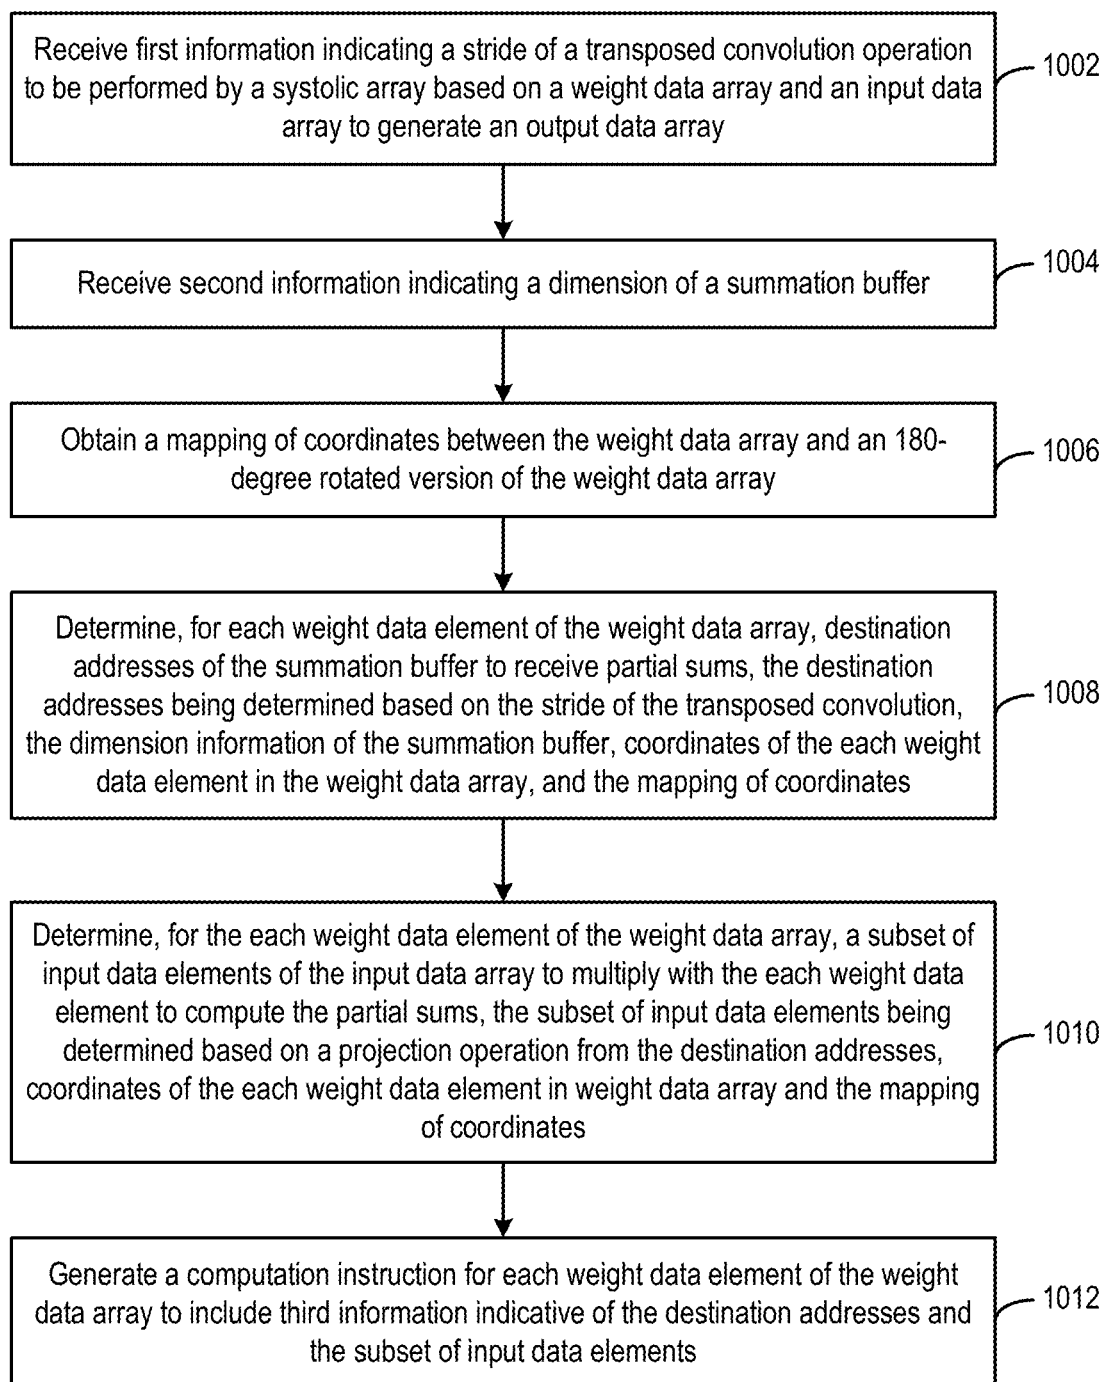 Receive first information indicating a stride of a transposed convolution operation
to be performed by a systolic array based on a weight data array and an input data
array to generate an output data array
1002
Receive second information indicating a dimension of a summation buffer
1004
Obtain a mapping of coordinates between the weight data array and an 180-
degree rotated version of the weight data array
1006
Determine, for each weight data element of the weight data array, destination
addresses of the summation buffer to receive partial sums, the destination
addresses being determined based on the stride of the transposed convolution,
the dimension information of the summation buffer, coordinates of the each weight
data element in the weight data array, and the mapping of coordinates
1008
Determine, for the each weight data element of the weight data array, a subset of
input data elements of the input data array to multiply with the each weight data
element to compute the partial sums, the subset of input data elements being
determined based on a projection operation from the destination addresses,
coordinates of the each weight data element in weight data array and the mapping
of coordinates
1010
Generate a computation instruction for each weight data element of the weight
data array to include third information indicative of the destination addresses and
the subset of input data elements
1012